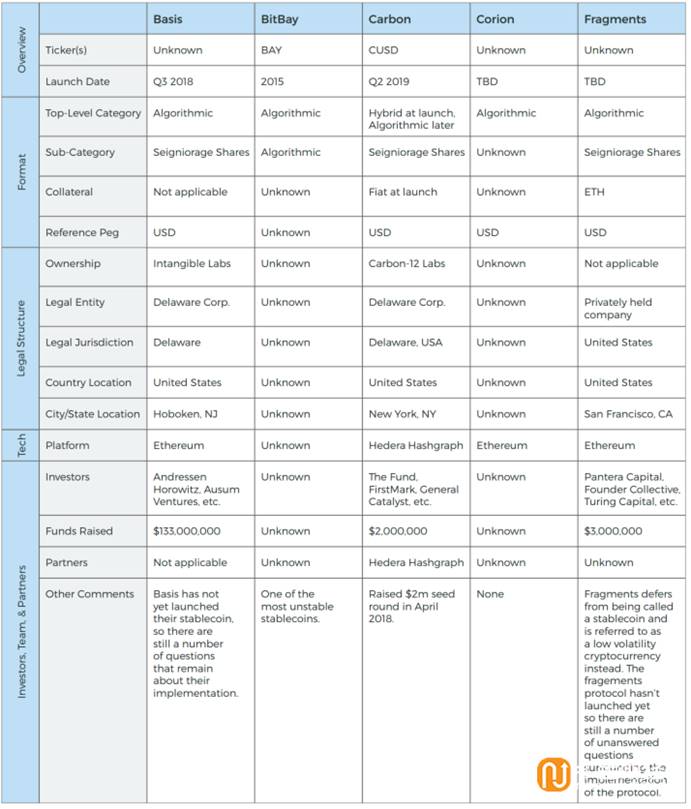 Basis BitBay Carbon Corion Fragments
Overview
Ticker(s) Unknown BAY CUSD Unknown Unknown
Launch Date Q3 2018 2015 Q2 2019 TBD TBD
Format
Top-Level Category Algorithmic Algorithmic Hybrid at launch, Algorithmic Algorithmic
Algorithmic later
Sub-Category Seigniorage Shares Algorithmic Seigniorage Shares Unknown Seigniorage Shares
Collateral Not applicable Unknown Fiat at launch Unknown ETH
Reference Peg USD Unknown USD USD USD
Legal Structure
Ownership Intangible Labs Unknown Carbon-12 Labs Unknown Not applicable
Legal Entity Delaware Corp. Unknown Delaware Corp. Unknown Privately held
company
Legal Jurisdiction Delaware Unknown Delaware, USA Unknown United States
Country Location United States Unknown United States Unknown United States
City/State Location Hoboken, NJ Unknown New York, NY Unknown San Francisco, CA
Tech
Platform Ethereum Unknown Hedera Hashgraph Ethereum Ethereum
Investors, Team, & Partners
Investors Andressen Unknown The Fund, Unknown Pantera Capital,
Horowitz, Ausum FirstMark, General Founder Collective,
Ventures, etc. Catalyst, etc. Turing Capital, etc.
Funds Raised $133,000,000 Unknown $2,000,000 Unknown $3,000,000
Partners Not applicable Unknown Hedera Hashgraph Unknown Unknown
Other Comments Basis has not One of the Raised $2m seed None Fragments defers
yet launched most unstable round in April from being called
their stablecoin, stablecoins. 2018. a stablecoin and
so there are is referred to as
still a number a low volatility
of questions cryptocurrency
that remain instead. The
about their fragements
implementation. protocol hasn't
launched yet
so there are
still a number
of unanswered
questions
the
implementation
of the protocol.